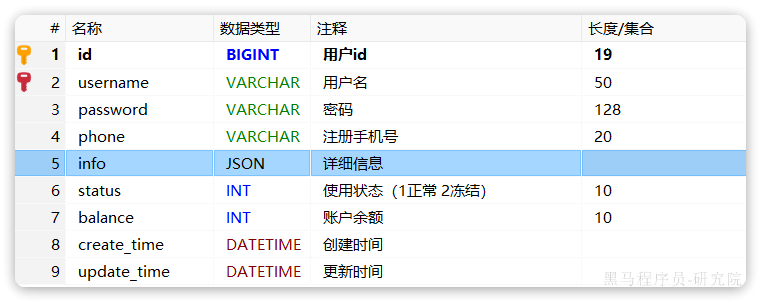 # 名称 数据类型 注释 长度/集合
1 id BIGINT 用户id 19
2 username VARCHAR 用户名 50
3 password VARCHAR 密码 128
4 phone VARCHAR 注册手机号 20
5 info JSON 详细信息
6 status INT 使用状态（1正常 2冻结） 10
7 balance INT 账户余额 10
8 create_time DATETIME 创建时间
9 update_time DATETIME 更新时间
黑马程序员-研究院